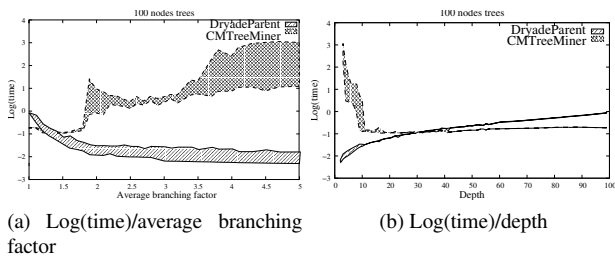 100 nodes trees
DryadeParent
CMTreeMiner
Log(time)
4
3
2
1
0
−1
−2
−3
1 1.5 2 2.5 3 3.5 4 4.5 5
Average branching factor
(a) Log(time)/average branching
factor
100 nodes trees
DryadeParent
CMTreeMiner
Log(time)
4
3
2
1
0
−1
−2
−3
0 10 20 30 40 50 60 70 80 90 100
Depth
(b) Log(time)/depth